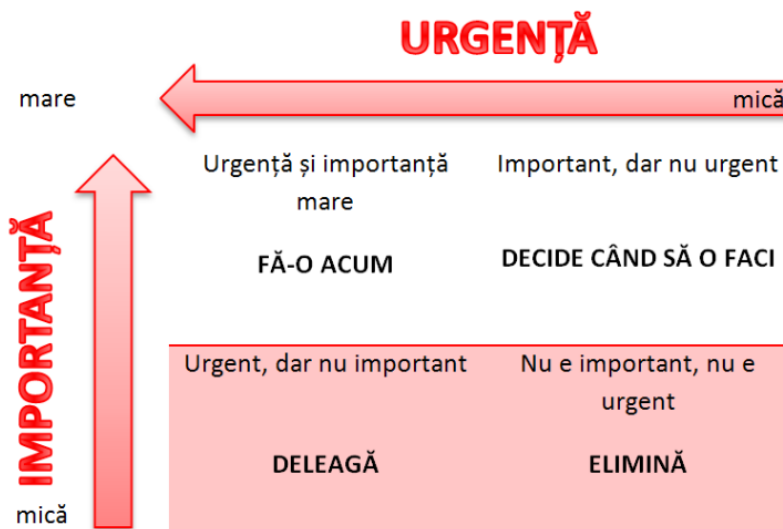 URGENȚĂ
mare
mică
Urgență și importanță
mare
Important, dar nu urgent
FĂ-O ACUM
DECIDE CÂND SĂ O FACI
IMPORTANȚĂ
Urgent, dar nu important
Nu e important, nu e
urgent
DELEAGĂ
ELIMINĂ
mică